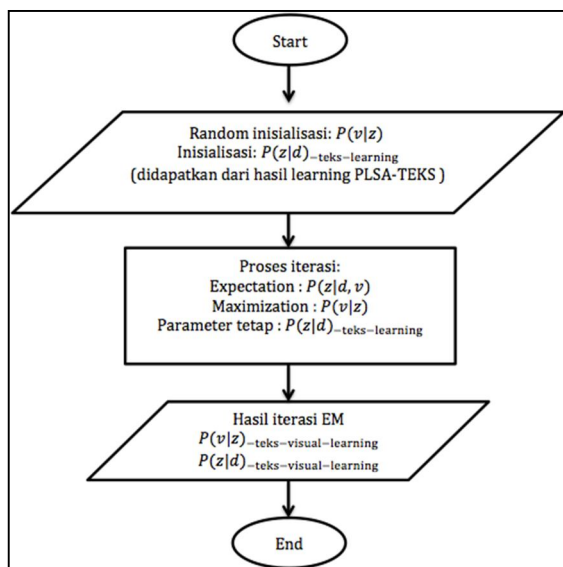 Start
Random inisialisasi: P(v|z)
Inisialisasi: P(z|d)−teks−learning
(didapatkan dari hasil learning PLSA-TEKS )
Proses iterasi:
Expectation : P(z|d, v)
Maximization : P(v|z)
Parameter tetap : P(z|d)−teks−learning
Hasil iterasi EM
P(v|z)−teks−visual−learning
P(z|d)−teks−visual−learning
End